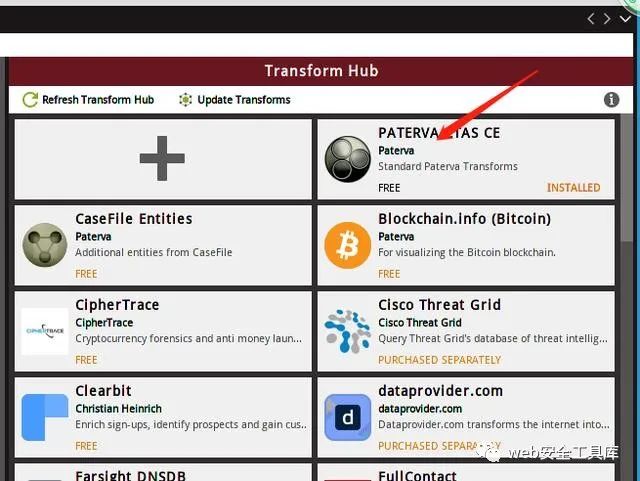 Transform Hub
Refresh Transform Hub
Update Transforms
PATERVA CTAS CE
Paterva
Standard Paterva Transforms
FREE
INSTALLED
CaseFile Entities
Paterva
Additional entities from CaseFile
FREE
Blockchain.info (Bitcoin)
Paterva
For visualizing the Bitcoin blockchain.
FREE
CIPHERTRACE
CipherTrace
CipherTrace
Cryptocurrency forensics and anti money laun...
FREE
Cisco Threat Grid
Cisco Threat Grid
Query Threat Grid's database of threat intellig...
PURCHASED SEPARATELY
Clearbit
Christian Heinrich
Enrich sign-ups, identify prospects and gain cus...
FREE
d
dataprovider.com
dataprovider.com
Dataprovider.com transforms the internet into...
PURCHASED SEPARATELY
Farsight DNSDB
FullContact
web安全工具库